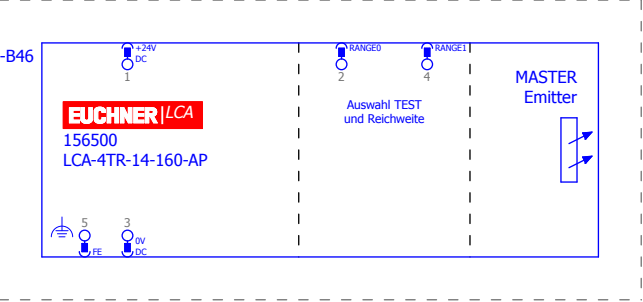 -B46
+24V
DC
1
RANGE0
2
RANGE1
4
MASTER
Emitter
Auswahl TEST
und Reichweite
EUCHNER|LCA
156500
LCA-4TR-14-160-AP
5
FE
3
0V
DC